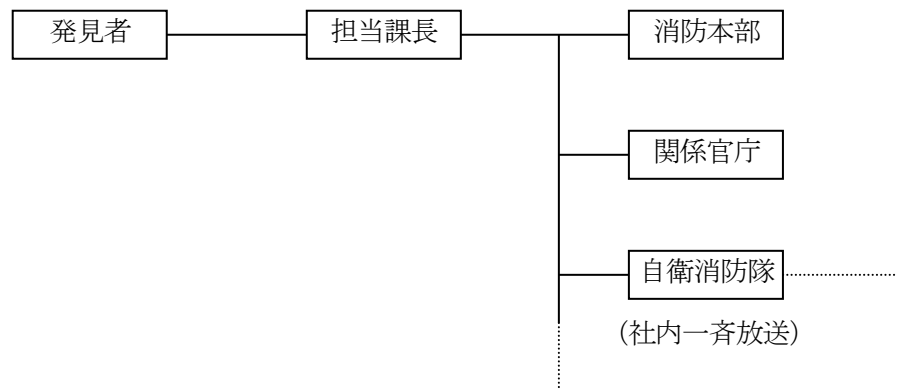 発見者
担当課長
消防本部
関係官庁
自衛消防隊
（社内一斉放送）